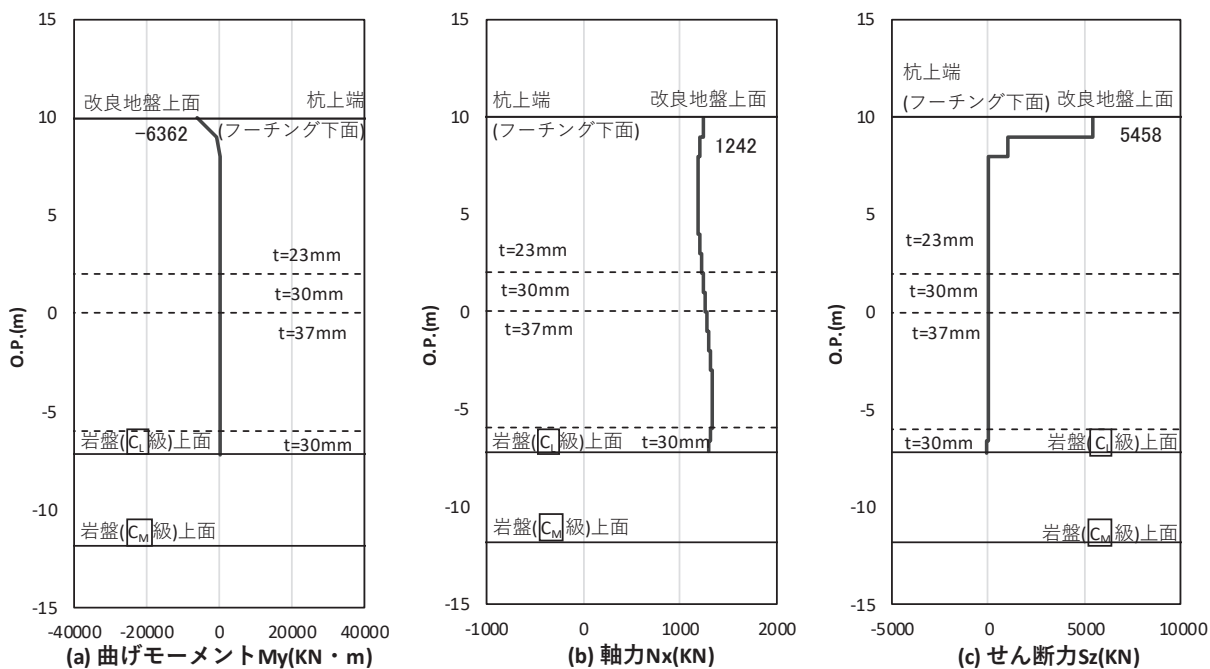 15
改良地盤上面
杭上端
10
−6362
(フーチング下面)
5
t=23mm
t=30mm
0
t=37mm
O.P.(m)
-5
岩盤(CL級)上面
t=30mm
-10
岩盤(CM級)上面
-15
-40000 -20000 0 20000 40000
(a) 曲げモーメントMy(KN・m)
15
杭上端
改良地盤上面
10
(フーチング下面)
1242
5
t=23mm
t=30mm
0
t=37mm
O.P.(m)
-5
岩盤(CL級)上面
t=30mm
-10
岩盤(CM級)上面
-15
-1000 0 1000 2000
(b) 軸力Nx(KN)
15
杭上端
(フーチング下面)
改良地盤上面
10
5458
5
t=23mm
t=30mm
0
t=37mm
O.P.(m)
-5
t=30mm
岩盤(CL級)上面
-10
岩盤(CM級)上面
-15
-5000 0 5000 10000
(c) せん断力Sz(KN)